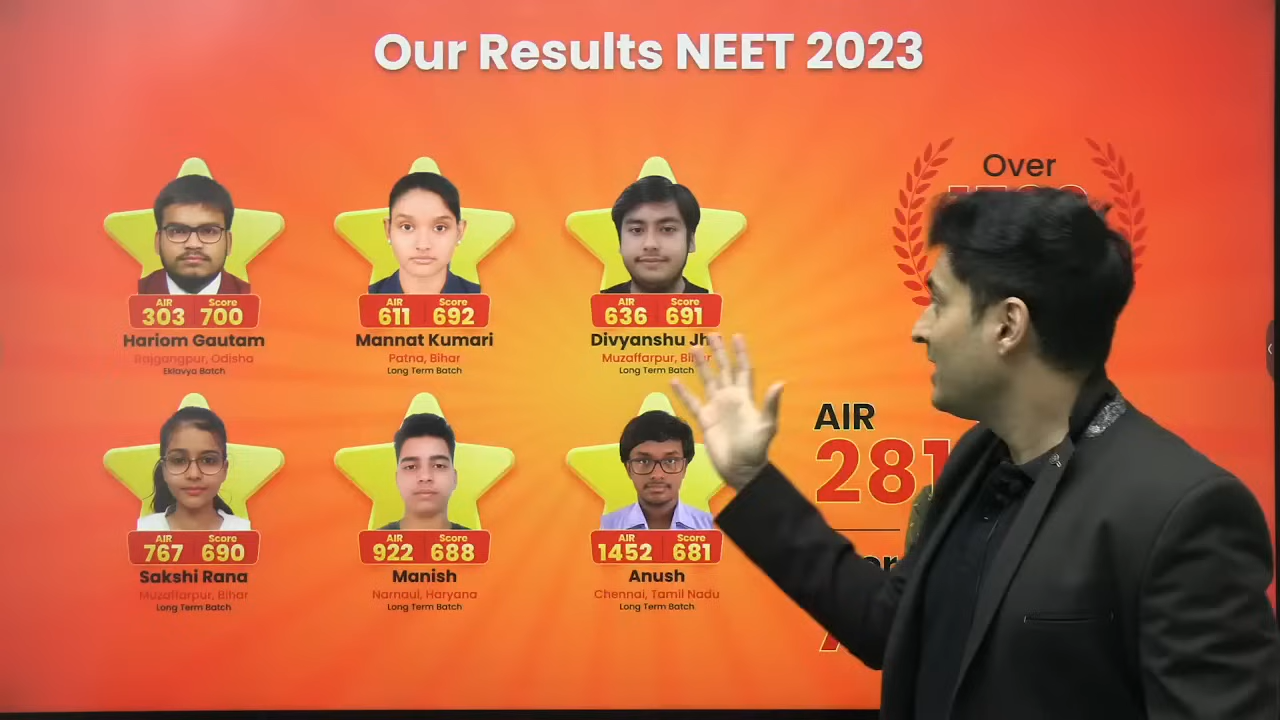 Our Results NEET 2023
Over
AIR Score
303 700
Hariom Gautam
Rajgangpur, Odisha
Eklavya Batch
AIR Score
611 692
Mannat Kumari
Patna, Bihar
Long Term Batch
AIR Score
636 691
Divyanshu
Muzaffarpur,
Long Term Batch
AIR Score
767 690
Sakshi Rana
Muzaffarpur, Bihar
Long Term Batch
AIR Score
922 688
Manish
Narnaul, Haryana
Long Term Batch
AIR Score
1452 681
Anush
Chennai, Tamil Nadu
Long Term Batch
AIR
281